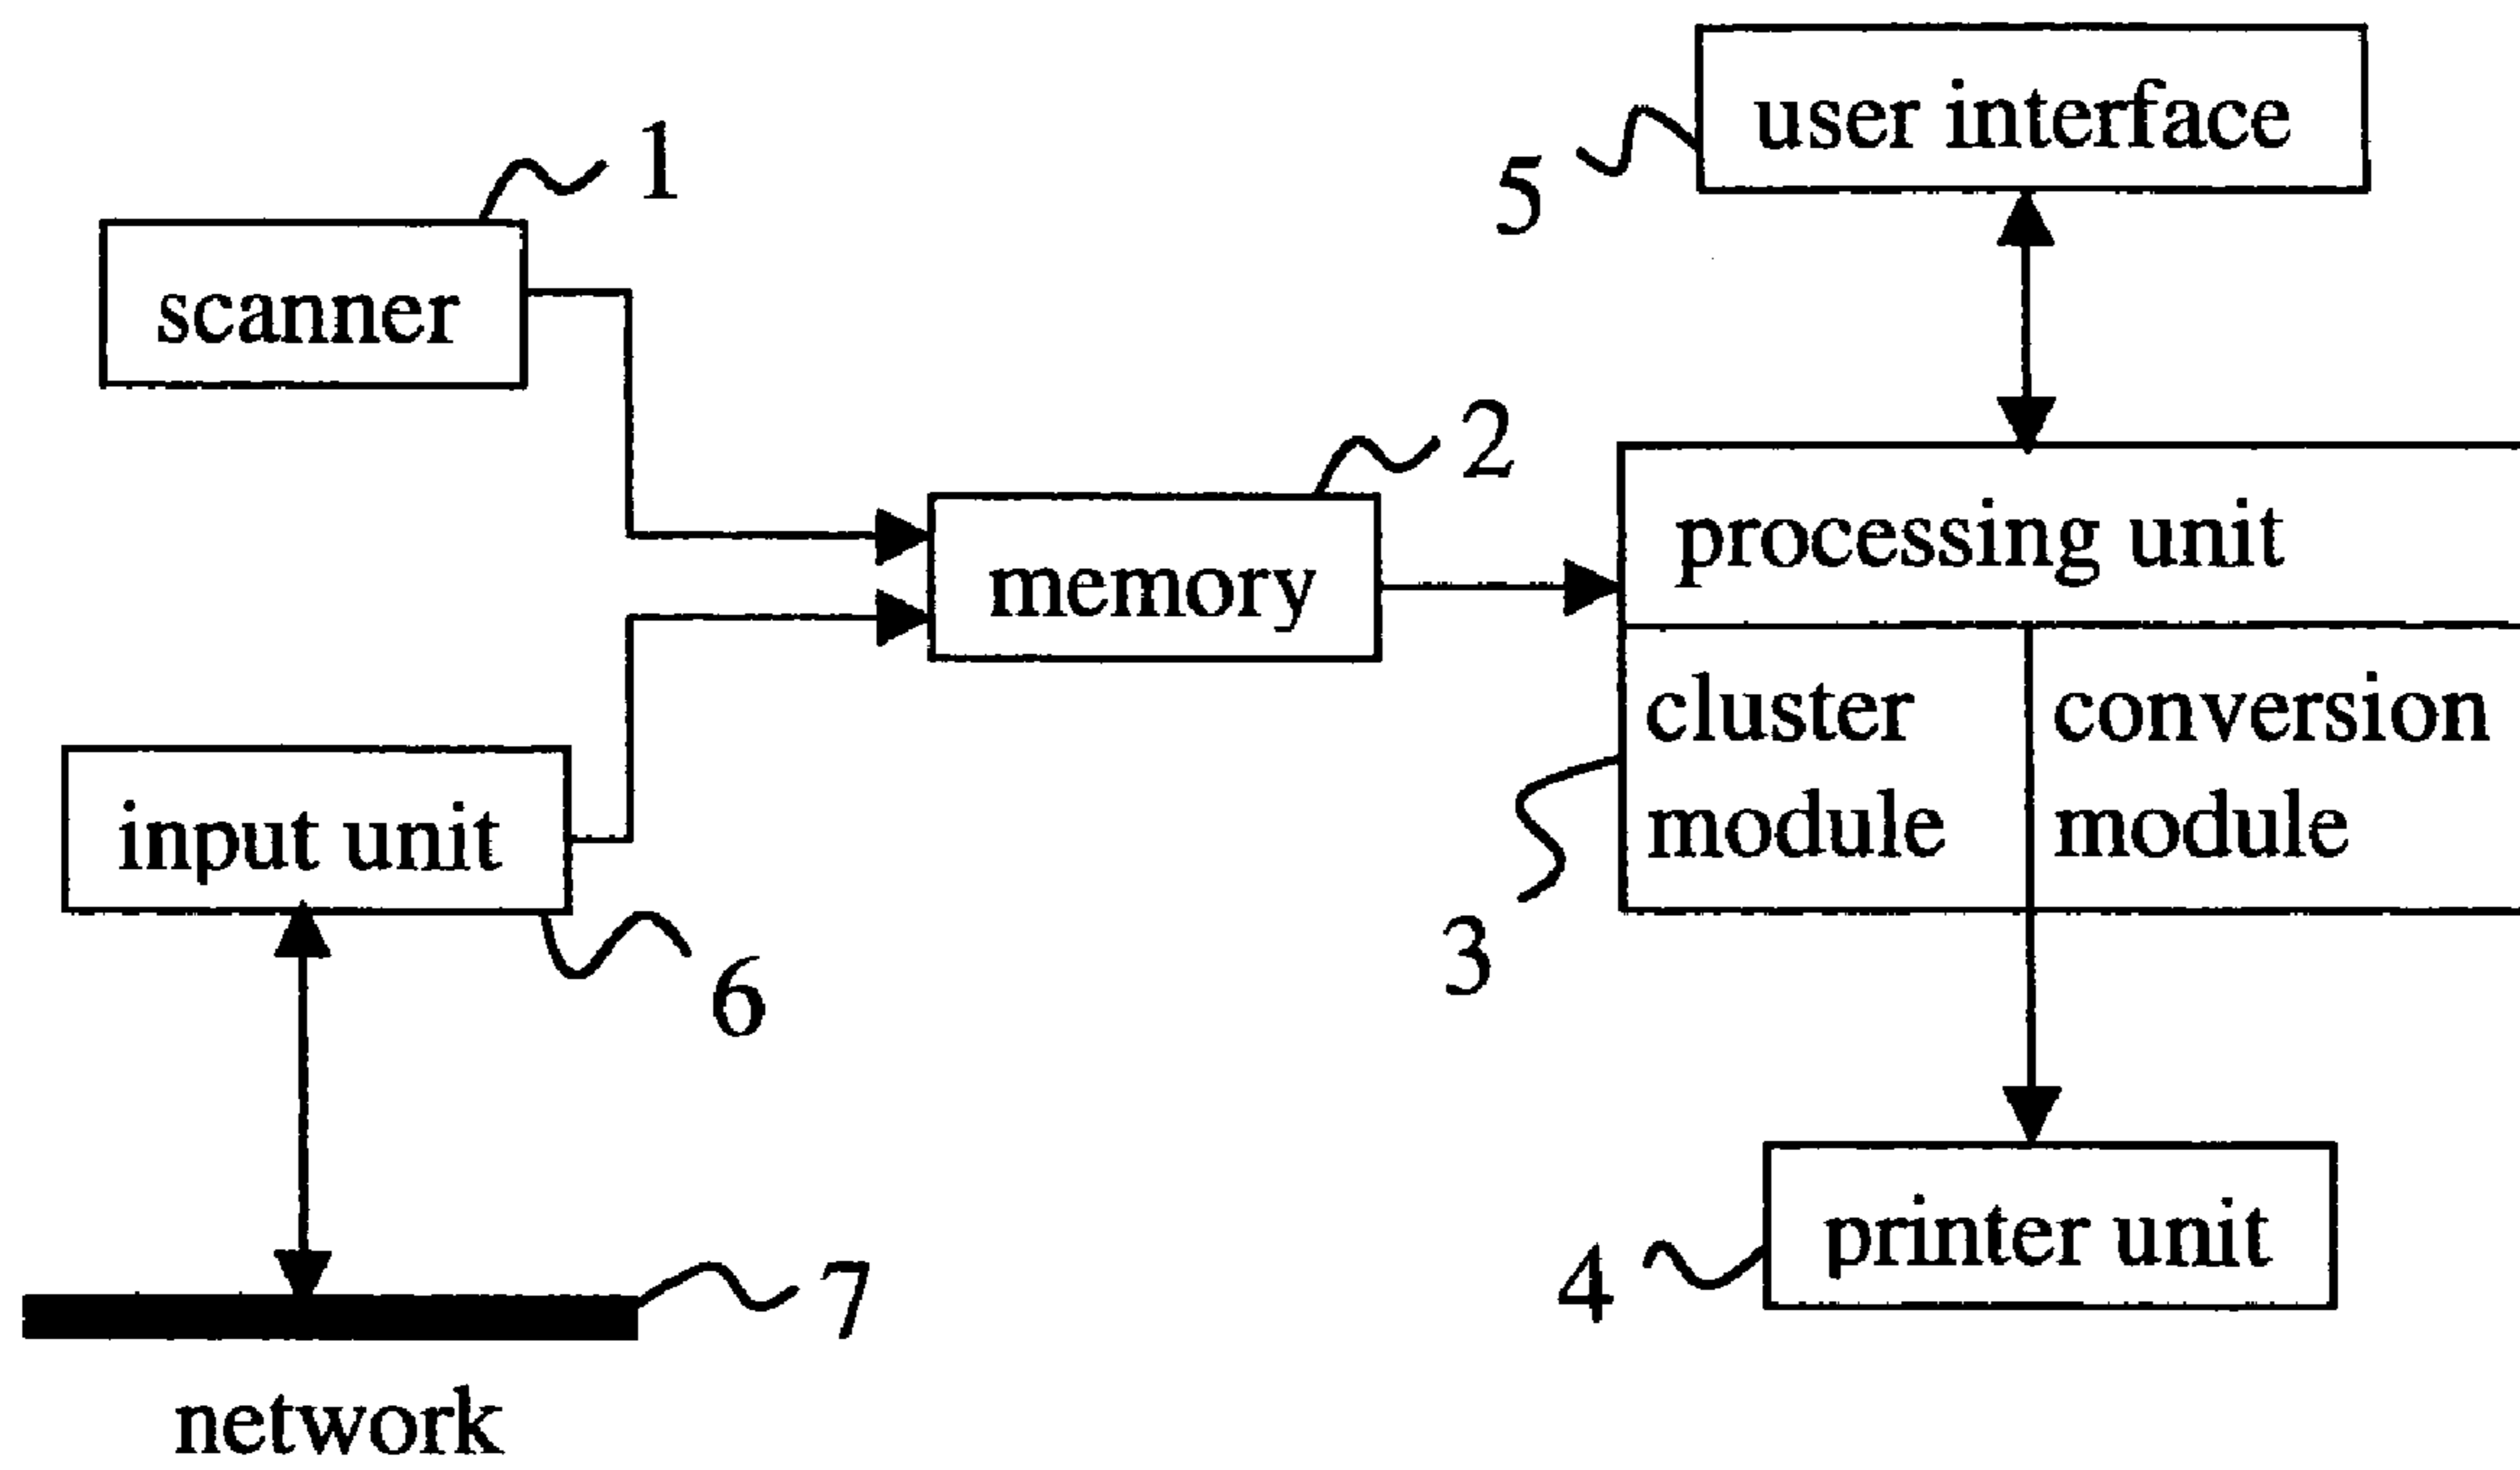 1
scanner
5
user interface
2
memory
processing unit
cluster
module
conversion
module
3
input unit
6
4
printer unit
7
network